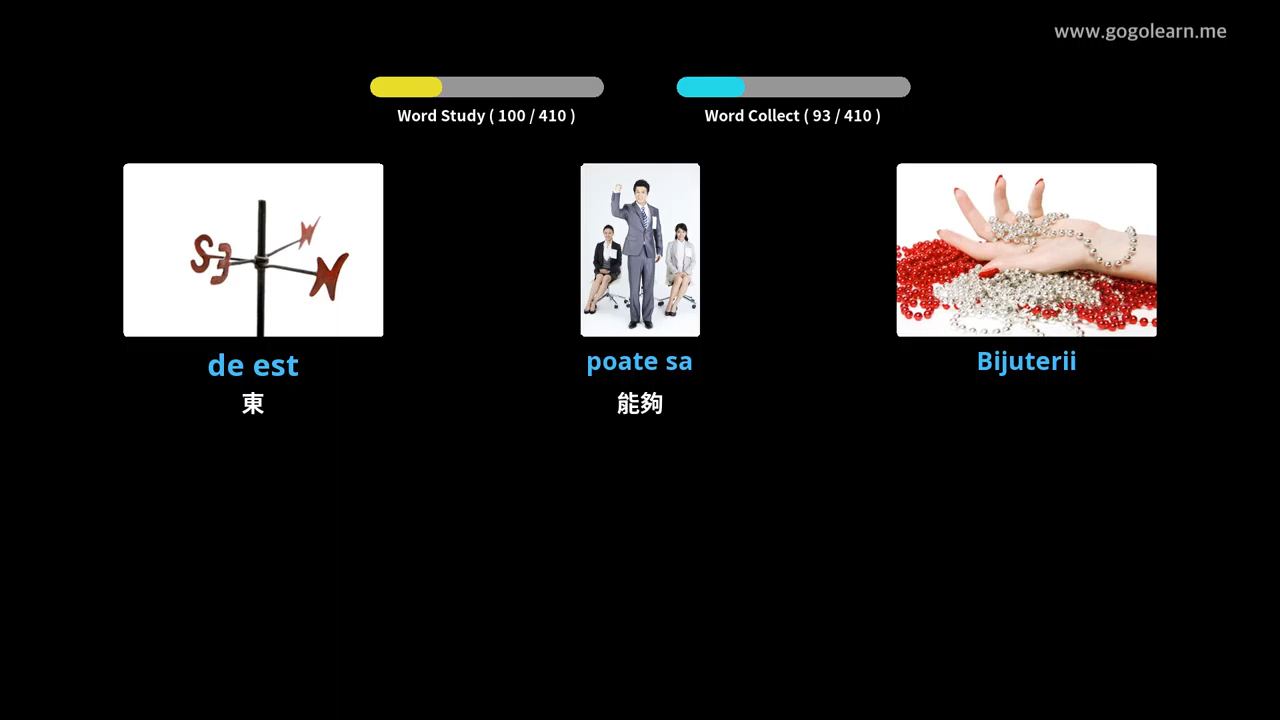 www.gogolearn.me
Word Study ( 100 / 410 )
Word Collect ( 93 / 410 )
S E N N
de est
poate sa
Bijuterii
東
能夠